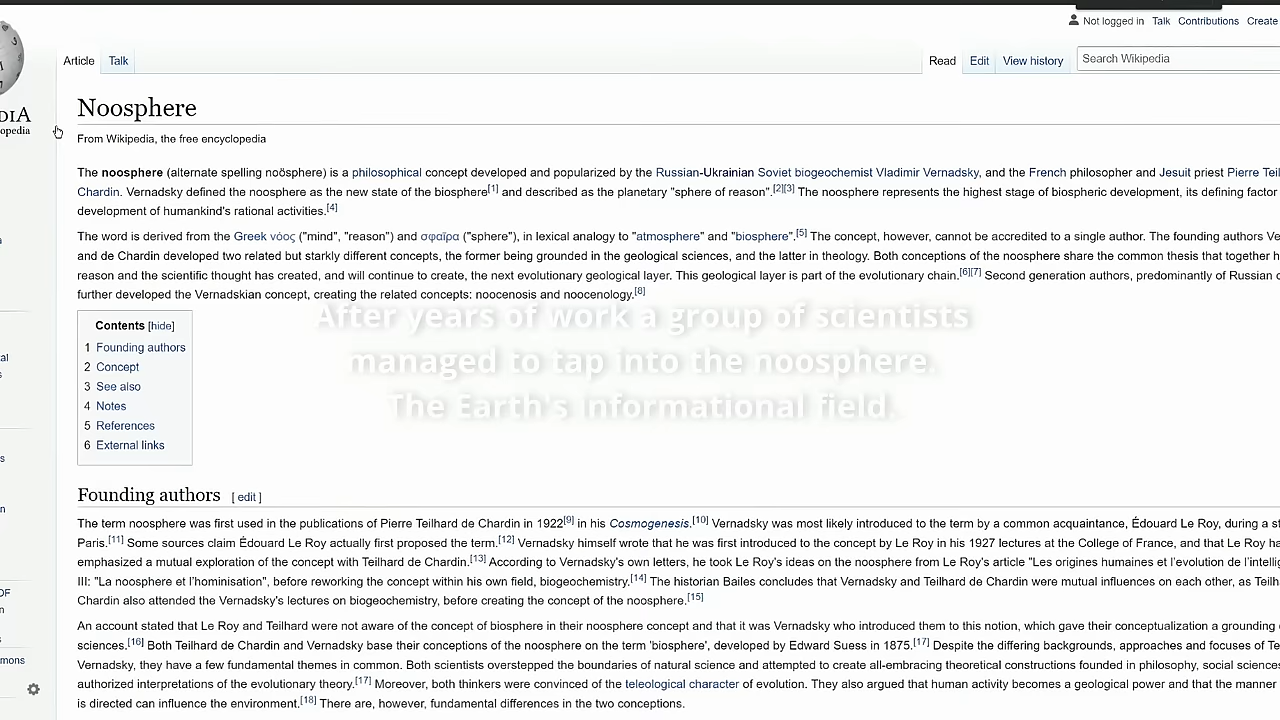 Not logged in Talk Contributions Create
Article Talk Read Edit View history Search Wikipedia
DIA
opedia
Noosphere
From Wikipedia, the free encyclopedia
The noosphere (alternate spelling noösphere) is a philosophical concept developed and popularized by the Russian-Ukrainian Soviet biogeochemist Vladimir Vernadsky, and the French philosopher and Jesuit priest Pierre Teil
Chardin. Vernadsky defined the noosphere as the new state of the biosphere[1] and described as the planetary "sphere of reason".[2][3] The noosphere represents the highest stage of biospheric development, its defining factor
development of humankind's rational activities.[4]
The word is derived from the Greek νόος ("mind", "reason") and σφαῖρα ("sphere"), in lexical analogy to "atmosphere" and "biosphere".[5] The concept, however, cannot be accredited to a single author. The founding authors Ve
and de Chardin developed two related but starkly different concepts, the former being grounded in the geological sciences, and the latter in theology. Both conceptions of the noosphere share the common thesis that together h
reason and the scientific thought has created, and will continue to create, the next evolutionary geological layer. This geological layer is part of the evolutionary chain.[6][7] Second generation authors, predominantly of Russian o
further developed the Vernadskian concept, creating the related concepts: noocenosis and noocenology.[8]
After years of work a group of scientists
managed to tap into the noosphere.
The Earth's informational field.
Contents [hide]
1 Founding authors
2 Concept
3 See also
4 Notes
5 References
6 External links
Founding authors [ edit ]
The term noosphere was first used in the publications of Pierre Teilhard de Chardin in 1922[9] in his Cosmogenesis.[10] Vernadsky was most likely introduced to the term by a common acquaintance, Édouard Le Roy, during a st
Paris.[11] Some sources claim Édouard Le Roy actually first proposed the term.[12] Vernadsky himself wrote that he was first introduced to the concept by Le Roy in his 1927 lectures at the College of France, and that Le Roy ha
emphasized a mutual exploration of the concept with Teilhard de Chardin.[13] According to Vernadsky's own letters, he took Le Roy's ideas on the noosphere from Le Roy's article "Les origines humaines et l'evolution de l'intelli
III: "La noosphere et l'hominisation", before reworking the concept within his own field, biogeochemistry.[14] The historian Bailes concludes that Vernadsky and Teilhard de Chardin were mutual influences on each other, as Teilh
Chardin also attended the Vernadsky's lectures on biogeochemistry, before creating the concept of the noosphere.[15]
An account stated that Le Roy and Teilhard were not aware of the concept of biosphere in their noosphere concept and that it was Vernadsky who introduced them to this notion, which gave their conceptualization a grounding
sciences.[16] Both Teilhard de Chardin and Vernadsky base their conceptions of the noosphere on the term 'biosphere', developed by Edward Suess in 1875.[17] Despite the differing backgrounds, approaches and focuses of Te
Vernadsky, they have a few fundamental themes in common. Both scientists overstepped the boundaries of natural science and attempted to create all-embracing theoretical constructions founded in philosophy, social science
authorized interpretations of the evolutionary theory.[17] Moreover, both thinkers were convinced of the teleological character of evolution. They also argued that human activity becomes a geological power and that the manner
is directed can influence the environment.[18] There are, however, fundamental differences in the two conceptions.